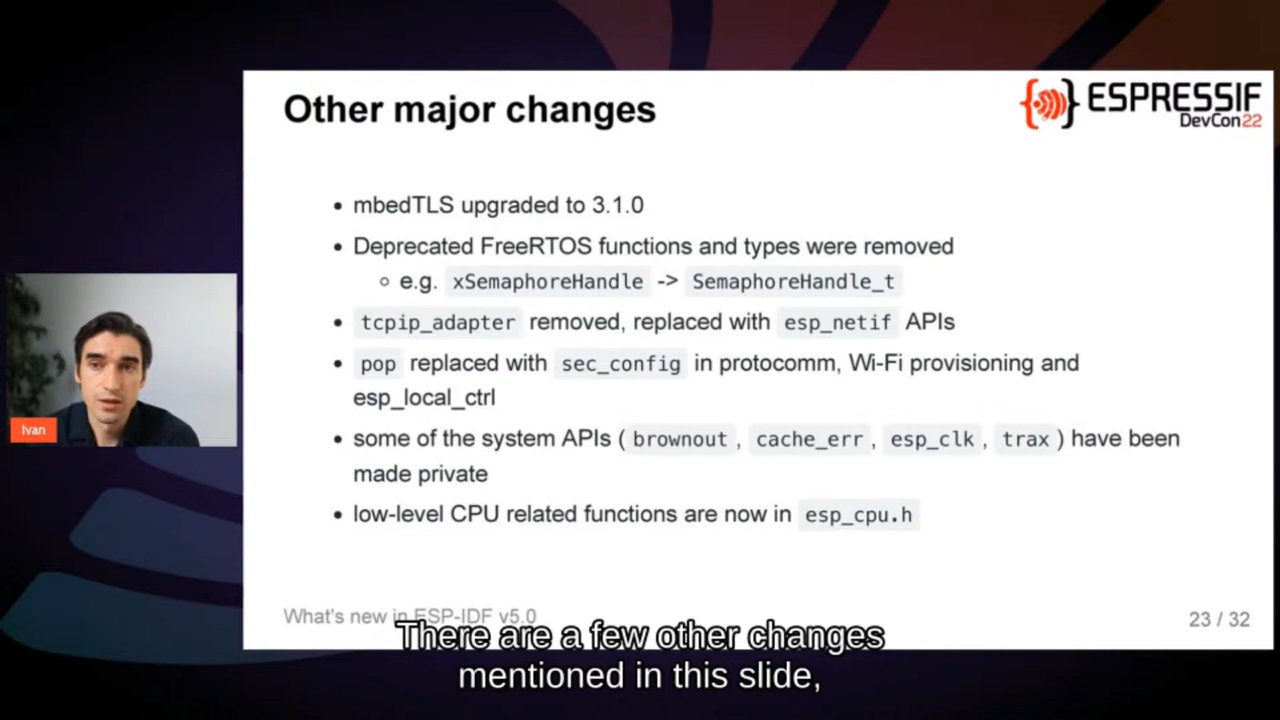 Other major changes
ESPRESSIF
DevCon22
• mbedTLS upgraded to 3.1.0
• Deprecated FreeRTOS functions and types were removed
○ e.g. xSemaphoreHandle -> SemaphoreHandle_t
• tcpip_adapter removed, replaced with esp_netif APIs
• pop replaced with sec_config in protocomm, Wi-Fi provisioning and
esp_local_ctrl
• some of the system APIs ( brownout , cache_err , esp_clk , trax ) have been
made private
• low-level CPU related functions are now in esp_cpu.h
Ivan
What's new in ESP-IDF v5.0
23 / 32
There are a few other changes
mentioned in this slide,